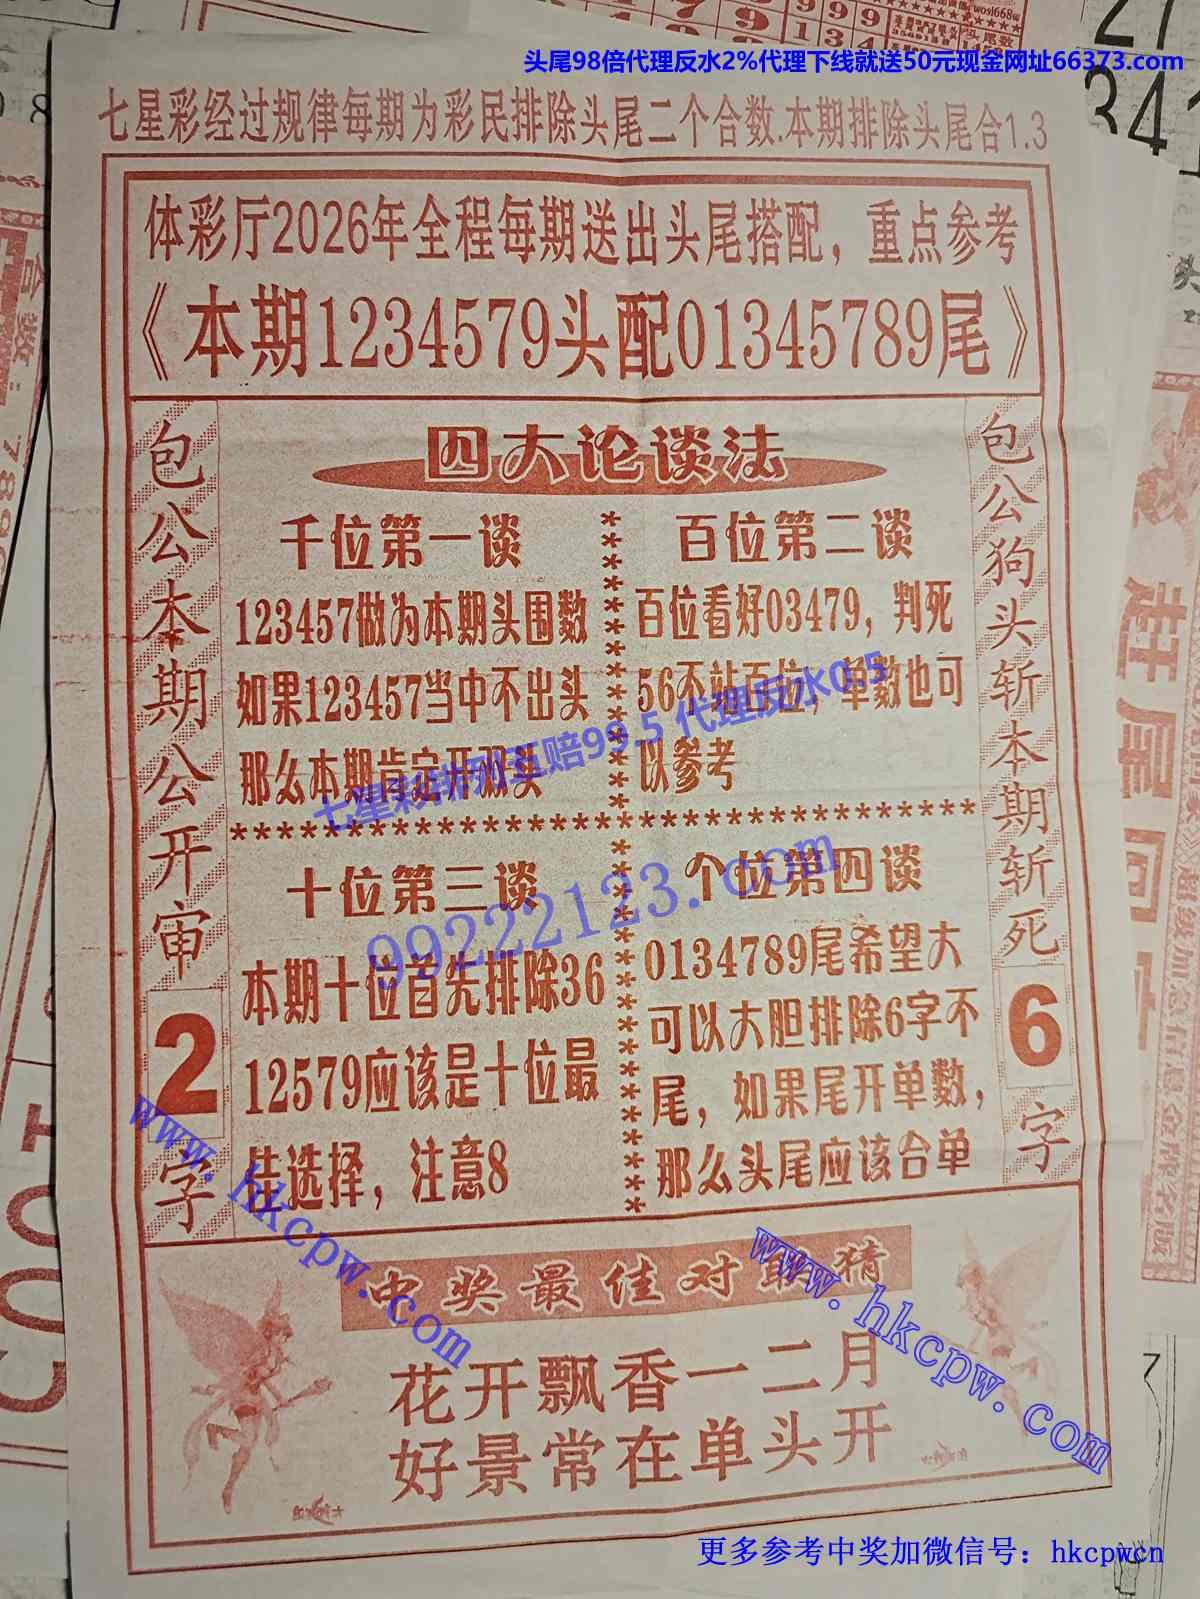 头尾98倍代理反水2%代理下线就送50元现金网址66373.com
七星彩经过规律每期为彩民排除头尾二个合数.本期排除头尾合1.3
体彩厅2026年全程每期送出头尾搭配，重点参考
《本期1234579头配01345789尾》
包公本期公开审2字
四大论谈法
千位第一谈
123457做为本期头围数
如果123457当中不出头
那么本期肯定开双头
百位第二谈
百位看好03479，判死
56不站百位，单数也可
以参考
十位第三谈
本期十位首先排除36
12579应该是十位最
佳选择，注意8
个位第四谈
0134789尾希望大
可以大胆排除6字不
尾，如果尾开单数，
那么头尾应该合单
包公狗头斩本期斩死6字
七星彩排列五赔99.5 代理反水0.5
99222123.com
中奖最佳对联猜
花开飘香一二月
好景常在单头开
www.hkcpw.com
www.hkcpw.com
更多参考中奖加微信号：hkcpwcn
赶尾